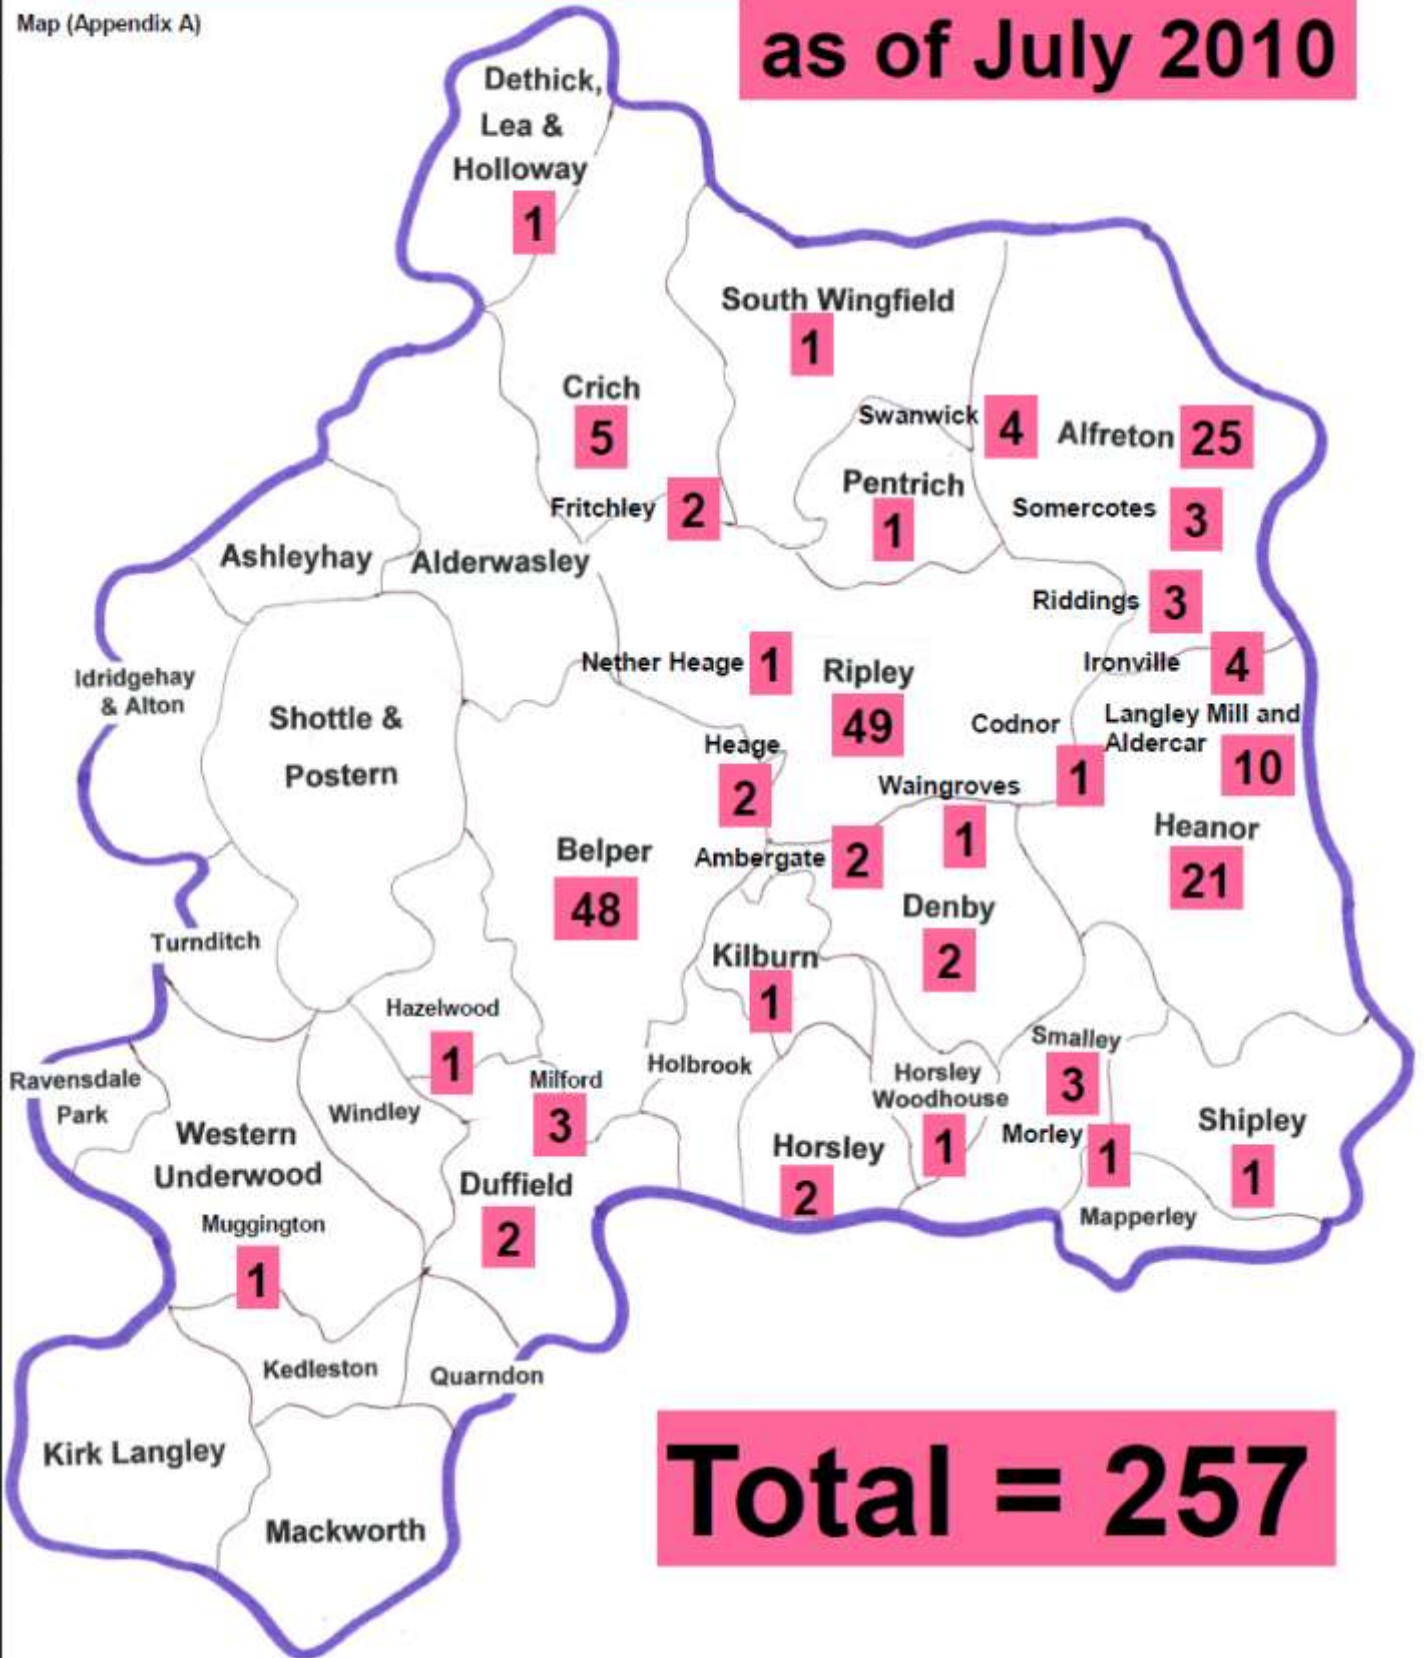 Map (Appendix A)
as of July 2010
Dethick,
Lea &
Holloway
1
South Wingfield
1
Crich
5
Swanwick 4
Alfreton 25
Pentrich
1
Fritchley 2
Somercotes 3
Ashleyhay
Alderwasley
Riddings 3
Nether Heage 1
Ironville 4
Idridgehay
& Alton
Ripley
49
Shottle &
Postern
Codnor
1
Langley Mill and
Aldercar
10
Heage
2
Waingroves
1
Heanor
21
Belper
48
Ambergate 2
Denby
2
Turnditch
Kilburn
1
Hazelwood
1
Smalley
3
Holbrook
Horsley
Woodhouse
1
Milford
3
Ravensdale
Park
Windley
Western
Underwood
Morley 1
Shipley
1
Horsley
2
Duffield
2
Mapperley
Muggington
1
Kedleston
Quarndon
Kirk Langley
Mackworth
Total = 257